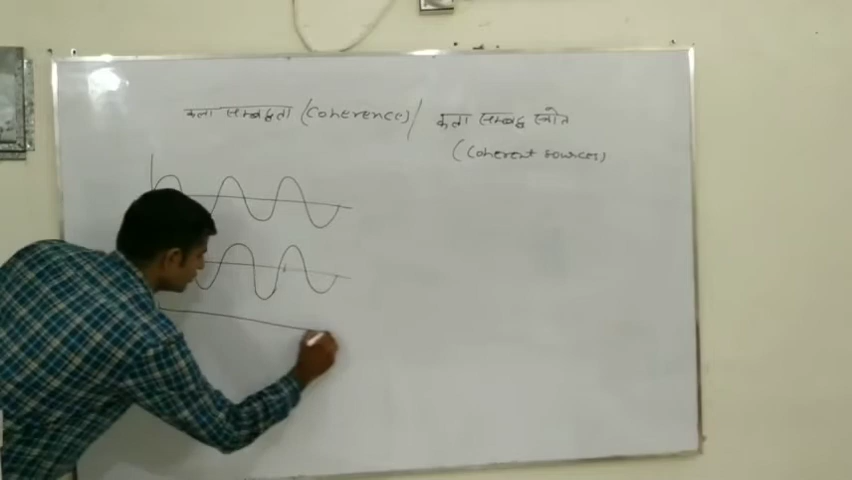 कला सम्बद्धता (Coherence)/ कला सम्बद्ध स्त्रोत
(Coherent sources)